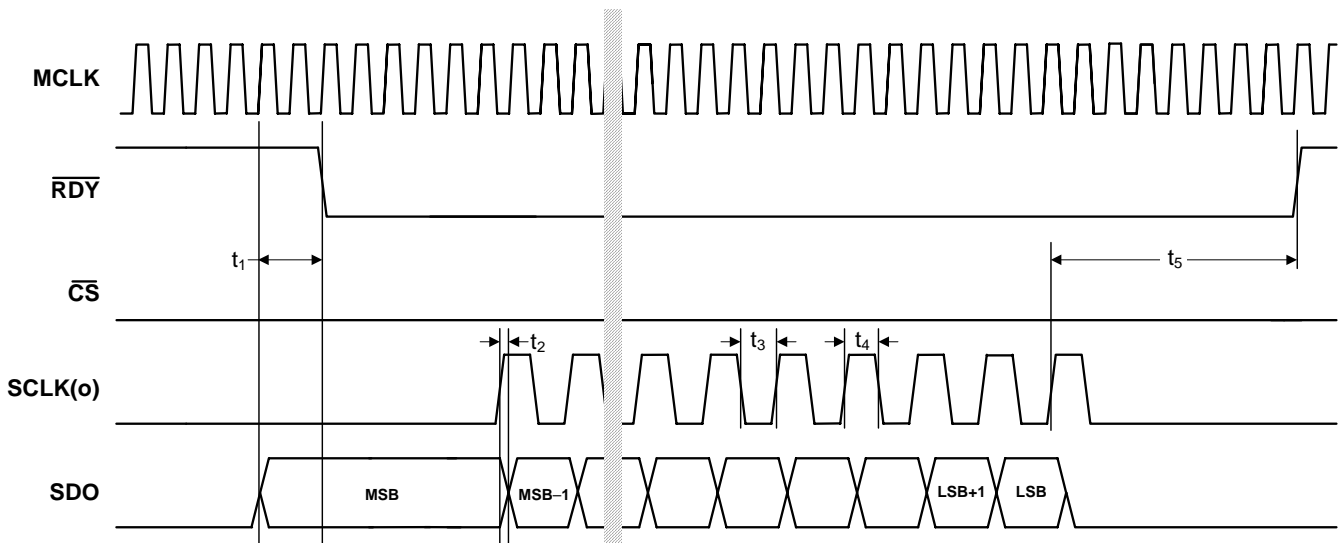 MCLK
RDY
t1
t5
CS
t2
t3
t4
SCLK(o)
SDO
MSB
MSB–1
LSB+1
LSB